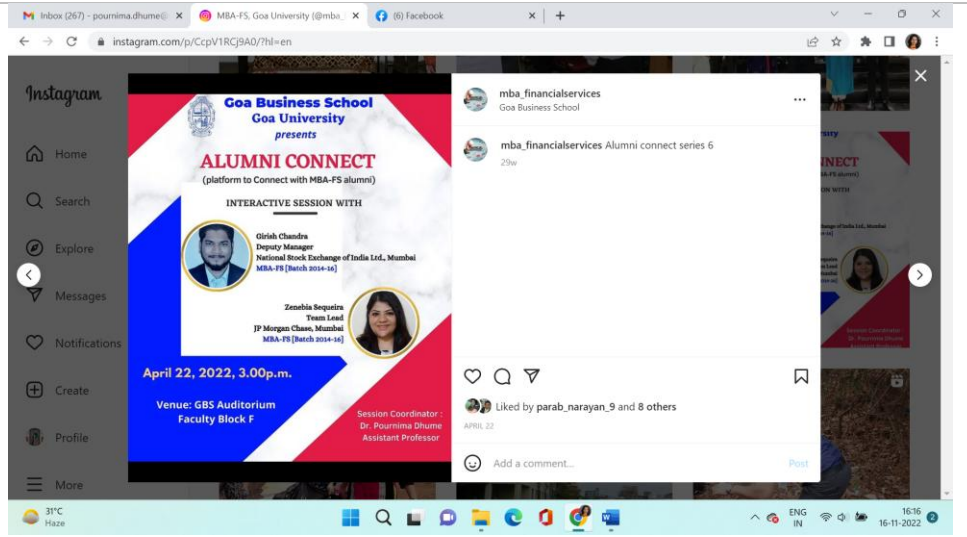 Inbox (267) - pournima.dhume@
MBA-FS, Goa University (@mba_
(6) Facebook
instagram.com/p/CcpV1RCj9A0/?hl=en
Instagram
Home
Search
Explore
Messages
Notifications
Create
Profile
More
Goa Business School
Goa University
presents
ALUMNI CONNECT
(platform to Connect with MBA-FS alumni)
INTERACTIVE SESSION WITH
Girish Chandra
Deputy Manager
National Stock Exchange of India Ltd., Mumbai
MBA-FS [Batch 2014-16]
Zenebia Sequeira
Team Lead
JP Morgan Chase, Mumbai
MBA-FS [Batch 2014-16]
April 22, 2022, 3.00p.m.
Venue: GBS Auditorium
Faculty Block F
Session Coordinator :
Dr. Pournima Dhume
Assistant Professor
mba_financialservices
Goa Business School
mba_financialservices Alumni connect series 6
29w
Liked by parab_narayan_9 and 8 others
APRIL 22
Add a comment...
Post
31°C
Haze
ENG
IN
16:16
16-11-2022
2